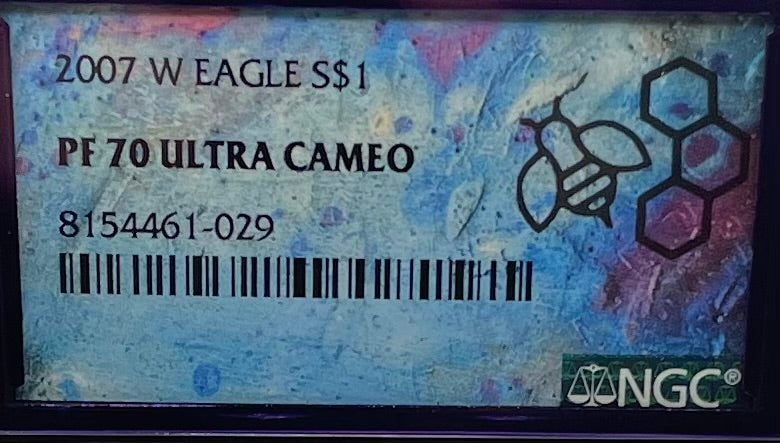 2007 W EAGLE S$1
PF 70 ULTRA CAMEO
8154461-029
NGC®